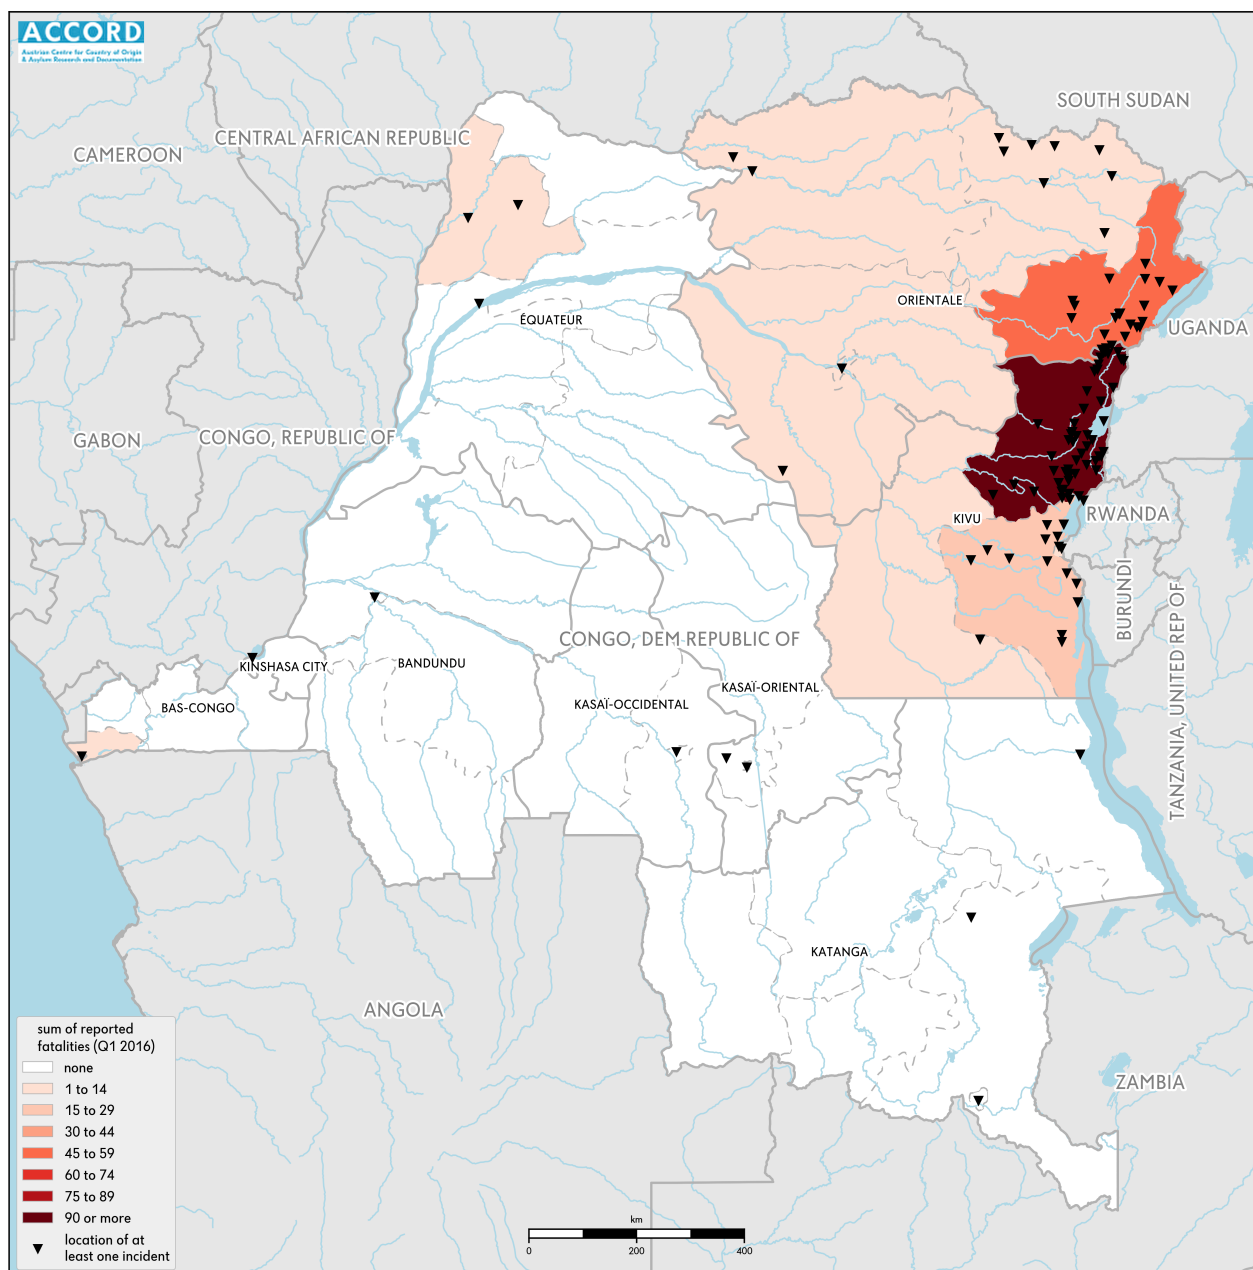 ACCORD
Austrian Centre for Country of Origin
& Asylum Research and Documentation
SOUTH SUDAN
CENTRAL AFRICAN REPUBLIC
CAMEROON
ORIENTALE
ÉQUATEUR
UGANDA
GABON
CONGO, REPUBLIC OF
KIVU
RWANDA
BURUNDI
TANZANIA, UNITED REP OF
CONGO, DEM REPUBLIC OF
KINSHASA CITY
BANDUNDU
KASAÏ-ORIENTAL
BAS-CONGO
KASAÏ-OCCIDENTAL
KATANGA
ANGOLA
ZAMBIA
sum of reported
fatalities (Q1 2016)
none
1 to 14
15 to 29
30 to 44
45 to 59
60 to 74
75 to 89
90 or more
location of at
least one incident
km
0 200 400